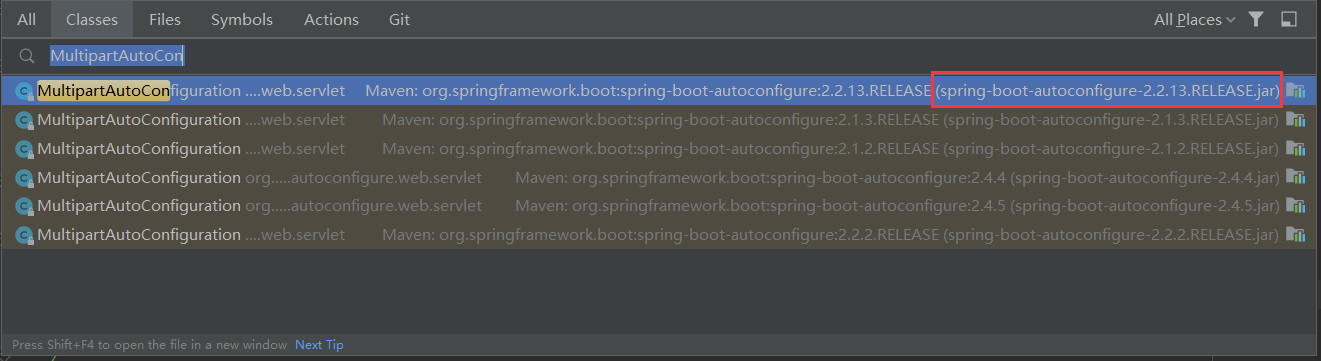 All Classes Files Symbols Actions Git All Places
MultipartAutoCon
MultipartAutoConfiguration ....web.servlet Maven: org.springframework.boot:spring-boot-autoconfigure:2.2.13.RELEASE (spring-boot-autoconfigure-2.2.13.RELEASE.jar)
MultipartAutoConfiguration ....web.servlet Maven: org.springframework.boot:spring-boot-autoconfigure:2.1.3.RELEASE (spring-boot-autoconfigure-2.1.3.RELEASE.jar)
MultipartAutoConfiguration ....web.servlet Maven: org.springframework.boot:spring-boot-autoconfigure:2.1.2.RELEASE (spring-boot-autoconfigure-2.1.2.RELEASE.jar)
MultipartAutoConfiguration org.....autoconfigure.web.servlet Maven: org.springframework.boot:spring-boot-autoconfigure:2.4.4 (spring-boot-autoconfigure-2.4.4.jar)
MultipartAutoConfiguration org.....autoconfigure.web.servlet Maven: org.springframework.boot:spring-boot-autoconfigure:2.4.5 (spring-boot-autoconfigure-2.4.5.jar)
MultipartAutoConfiguration ....web.servlet Maven: org.springframework.boot:spring-boot-autoconfigure:2.2.2.RELEASE (spring-boot-autoconfigure-2.2.2.RELEASE.jar)
Press Shift+F4 to open the file in a new window Next Tip